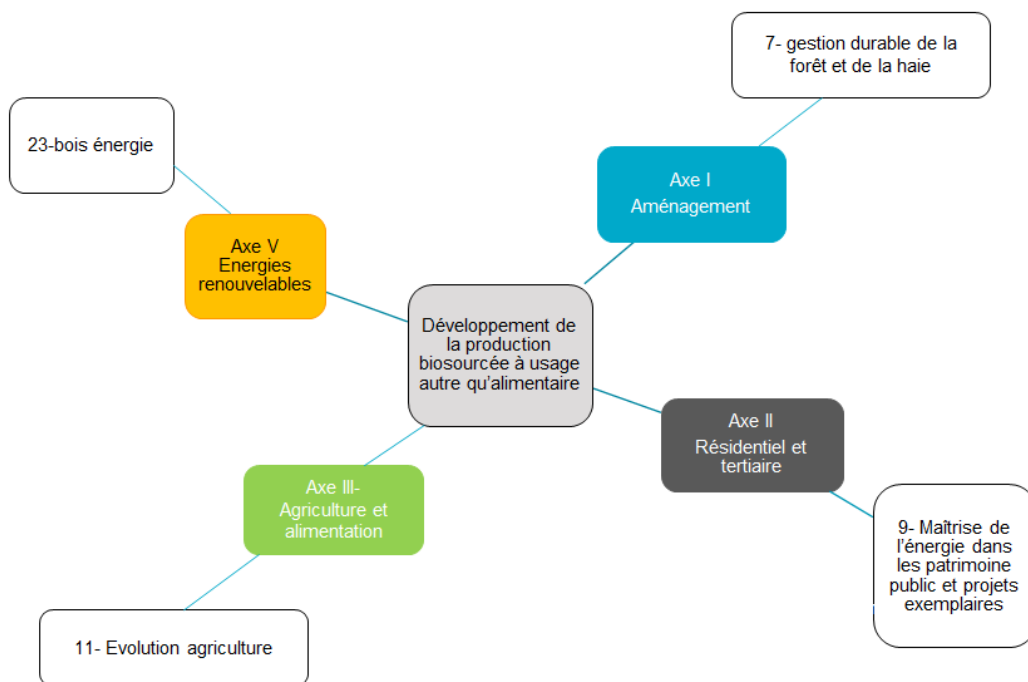 7- gestion durable de la
forêt et de la haie
23-bois énergie
Axe I
Aménagement
Axe V
Energies
renouvelables
Développement de
la production
biosourcée à usage
autre qu'alimentaire
Axe II
Résidentiel et
tertiaire
Axe III-
Agriculture et
alimentation
9- Maîtrise de
l'énergie dans
les patrimoine
public et projets
exemplaires
11- Evolution agriculture